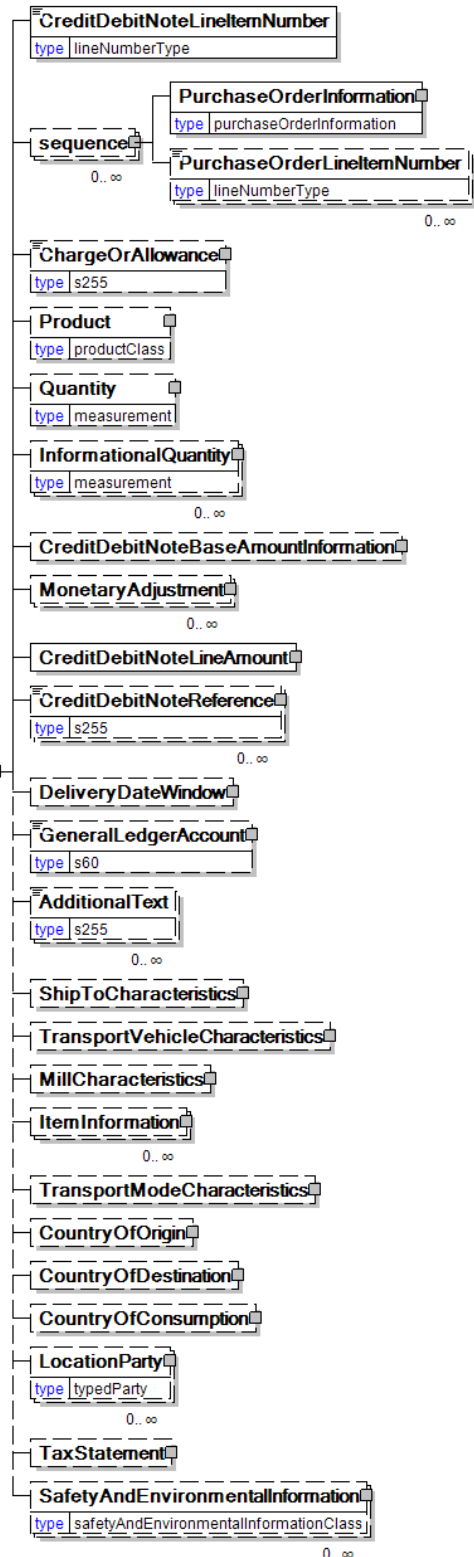 CreditDebitNoteLineItemNumber
type lineNumberType
PurchaseOrderInformation
type purchaseOrderInformation
sequence
0.. ∞
PurchaseOrderLineItemNumber
type lineNumberType
0.. ∞
ChargeOrAllowance
type s255
Product
type productClass
Quantity
type measurement
InformationalQuantity
type measurement
0.. ∞
CreditDebitNoteBaseAmountInformation
MonetaryAdjustment
0.. ∞
CreditDebitNoteLineAmount
CreditDebitNoteReference
type s255
0.. ∞
DeliveryDateWindow
GeneralLedgerAccount
type s60
AdditionalText
type s255
0.. ∞
ShipToCharacteristics
TransportVehicleCharacteristics
MillCharacteristics
ItemInformation
0.. ∞
TransportModeCharacteristics
CountryOfOrigin
CountryOfDestination
CountryOfConsumption
LocationParty
type typedParty
0.. ∞
TaxStatement
SafetyAndEnvironmentalInformation
type safetyAndEnvironmentalInformationClass
0.. ∞